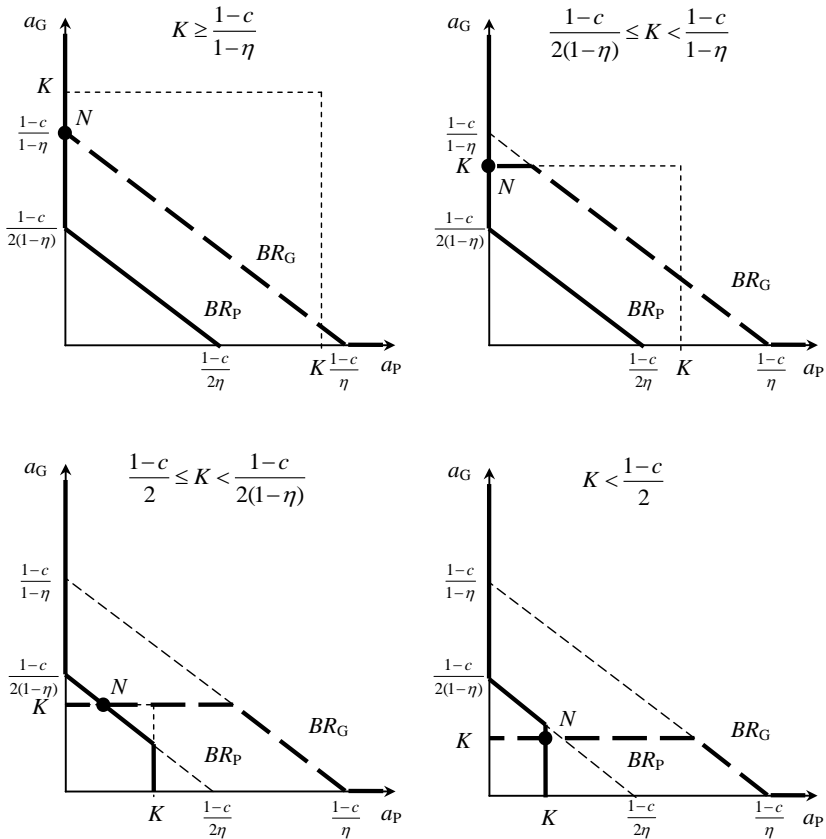 a_G
K ≥ (1−c)/(1−η)
K
N
(1−c)/(1−η)
(1−c)/(2(1−η))
BR_G
BR_P
(1−c)/(2η)
K
(1−c)/η
a_P
a_G
(1−c)/(2(1−η)) ≤ K < (1−c)/(1−η)
(1−c)/(1−η)
K
N
(1−c)/(2(1−η))
BR_G
BR_P
(1−c)/(2η)
K
(1−c)/η
a_P
a_G
(1−c)/2 ≤ K < (1−c)/(2(1−η))
(1−c)/(1−η)
(1−c)/(2(1−η))
N
K
BR_G
BR_P
K
(1−c)/(2η)
(1−c)/η
a_P
a_G
K < (1−c)/2
(1−c)/(1−η)
(1−c)/(2(1−η))
N
K
BR_G
BR_P
K
(1−c)/(2η)
(1−c)/η
a_P